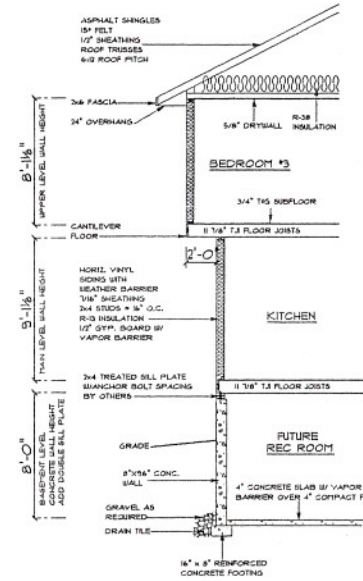 ASPHALT SHINGLES
15# FELT
1/2" SHEATHING
ROOF TRUSSES
6:12 ROOF PITCH
2x6 FASCIA
24" OVERHANG
5/8" DRYWALL
R-38
INSULATION
8'-1 1/8"
UPPER LEVEL WALL HEIGHT
BEDROOM #3
3/4" T&G SUBFLOOR
CANTILEVER
FLOOR
11 7/8" TJI FLOOR JOISTS
2'-0
9'-1 1/8"
MAIN LEVEL WALL HEIGHT
HORIZ. VINYL
SIDING WITH
WEATHER BARRIER
7/16" SHEATHING
2x4 STUDS @ 16" O.C.
R-13 INSULATION
1/2" GYP. BOARD W/
VAPOR BARRIER
KITCHEN
2x4 TREATED SILL PLATE
W/ANCHOR BOLT SPACING
BY OTHERS
11 7/8" TJI FLOOR JOISTS
8'-0"
BASEMENT LEVEL
CONCRETE WALL HEIGHT
ADD DOUBLE SILL PLATE
GRADE
FUTURE
REC ROOM
8"x96" CONC.
WALL
4" CONCRETE SLAB W/ VAPOR
BARRIER OVER 4" COMPACT F
GRAVEL AS
REQUIRED
DRAIN TILE
16" x 8" REINFORCED
CONCRETE FOOTING